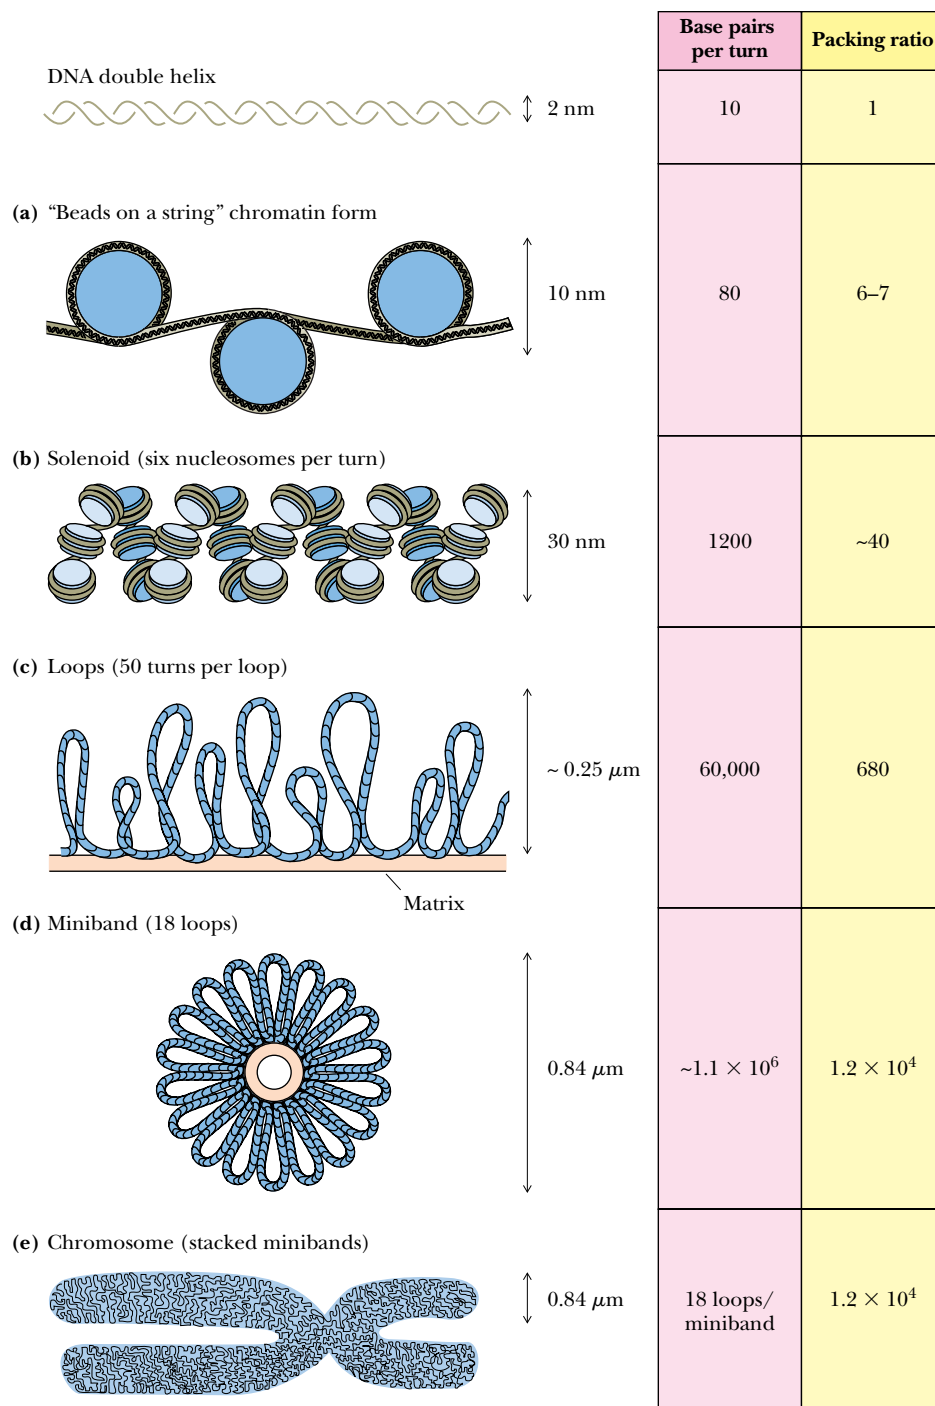 Base pairs
per turn
Packing ratio
DNA double helix
2 nm
10
1
(a) “Beads on a string” chromatin form
10 nm
80
6–7
(b) Solenoid (six nucleosomes per turn)
30 nm
1200
~40
(c) Loops (50 turns per loop)
~ 0.25 μm
60,000
680
Matrix
(d) Miniband (18 loops)
0.84 μm
~1.1 × 10⁶
1.2 × 10⁴
(e) Chromosome (stacked minibands)
0.84 μm
18 loops/
miniband
1.2 × 10⁴